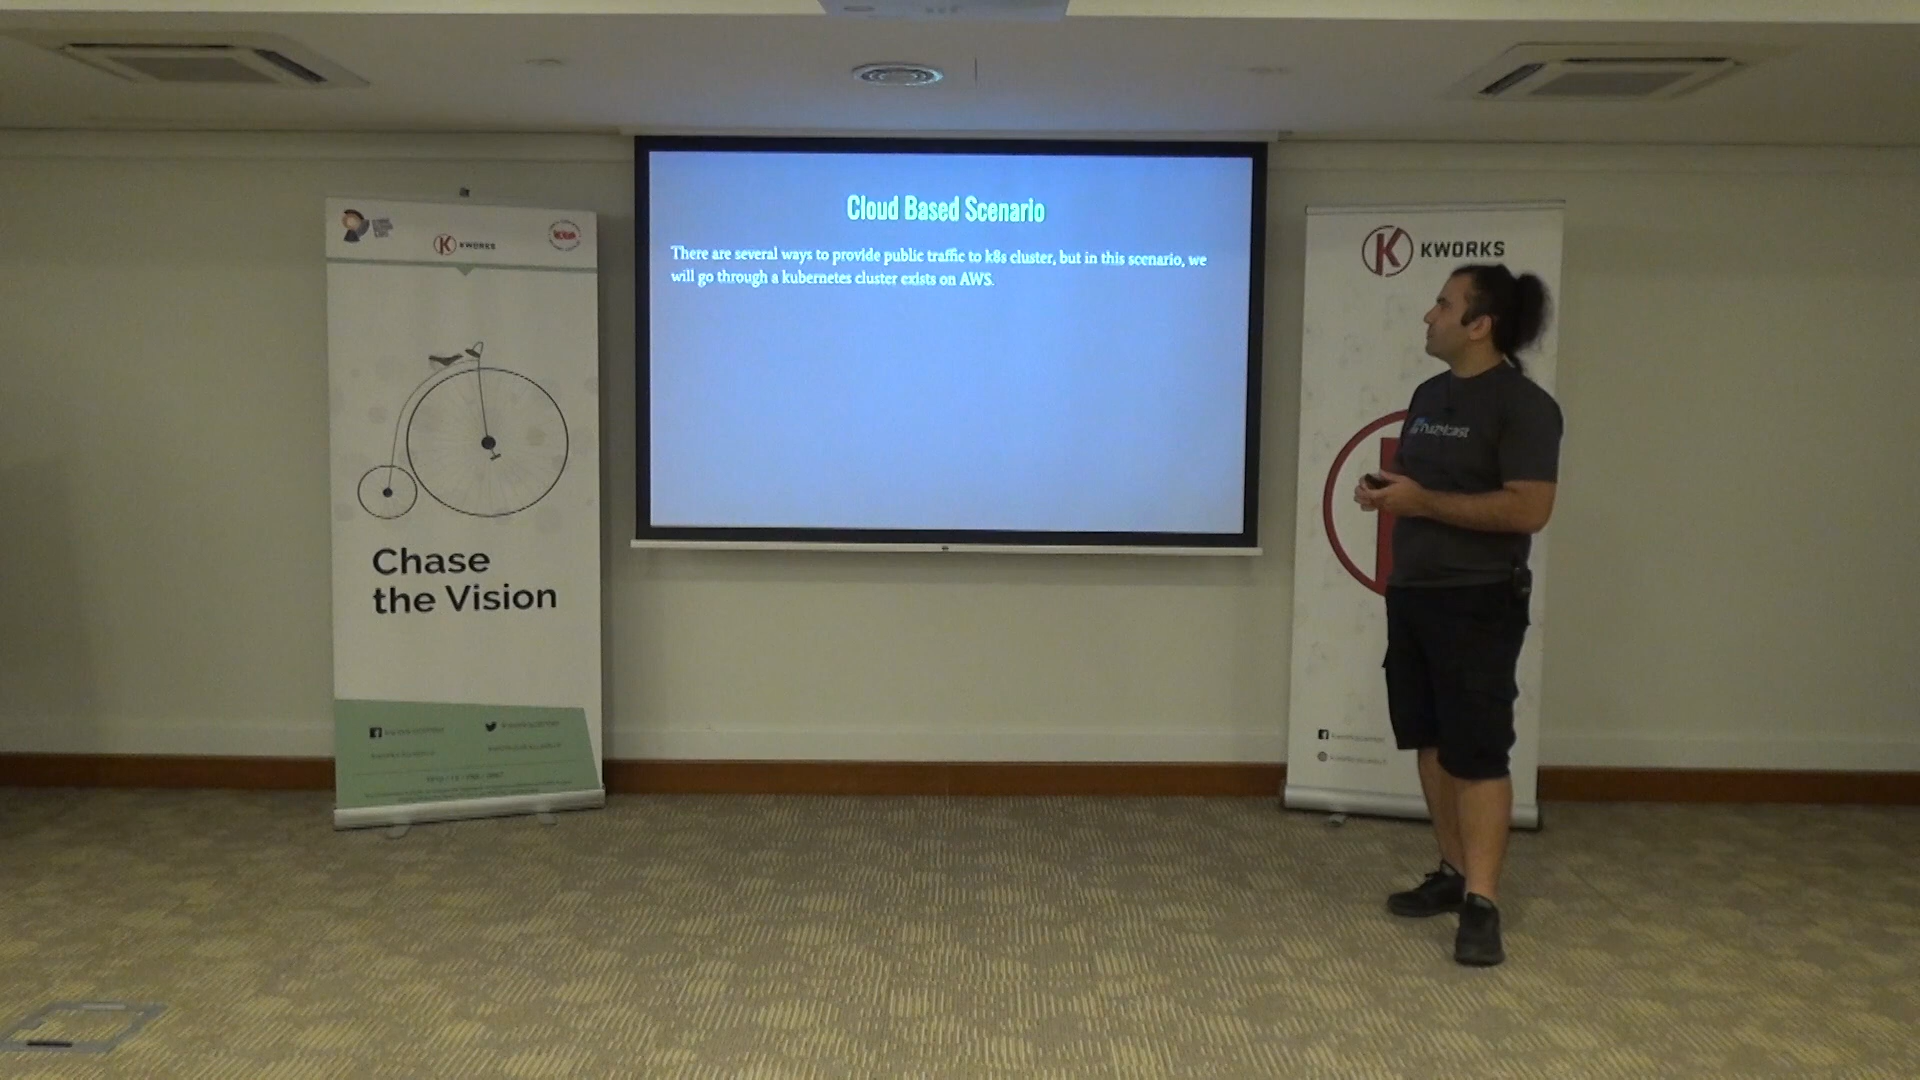 Cloud Based Scenario
There are several ways to provide public traffic to k8s cluster, but in this scenario, we
will go through a kubernetes cluster exists on AWS.
KWORKS
Chase
the Vision
KWORKS
hazelcast